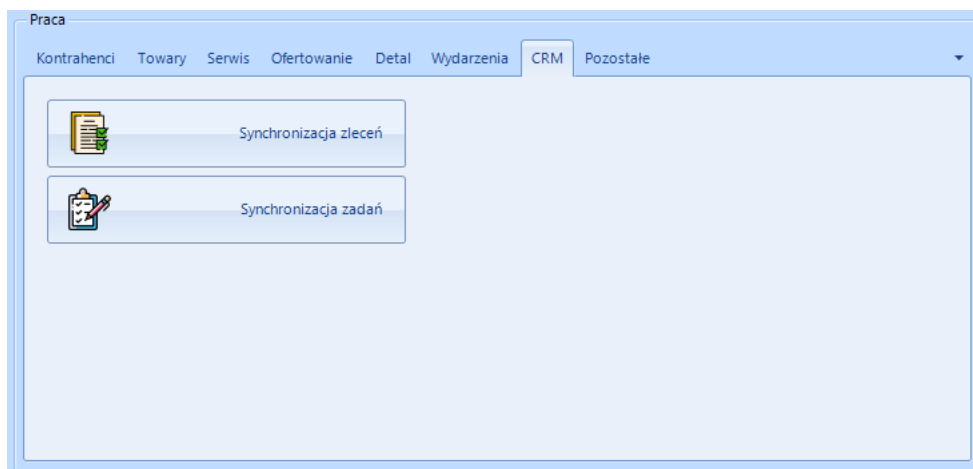 Praca
Kontrahenci Towary Serwis Ofertowanie Detal Wydarzenia CRM Pozostałe
Synchronizacja zleceń
Synchronizacja zadań